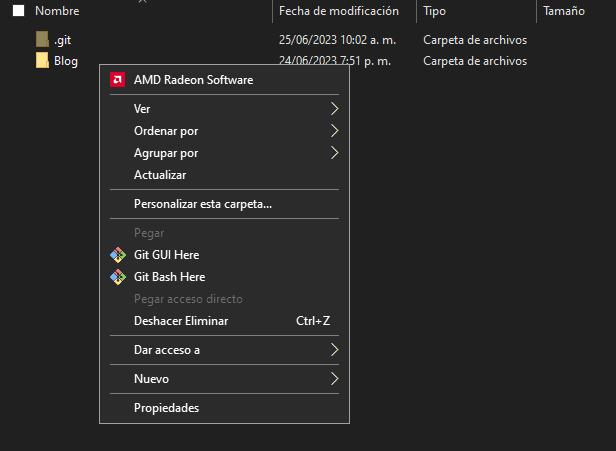 Nombre Fecha de modificación Tipo Tamaño
.git 25/06/2023 10:02 a. m. Carpeta de archivos
Blog 24/06/2023 7:51 p. m. Carpeta de archivos
AMD Radeon Software
Ver
Ordenar por
Agrupar por
Actualizar
Personalizar esta carpeta...
Pegar
Git GUI Here
Git Bash Here
Pegar acceso directo
Deshacer Eliminar Ctrl+Z
Dar acceso a
Nuevo
Propiedades